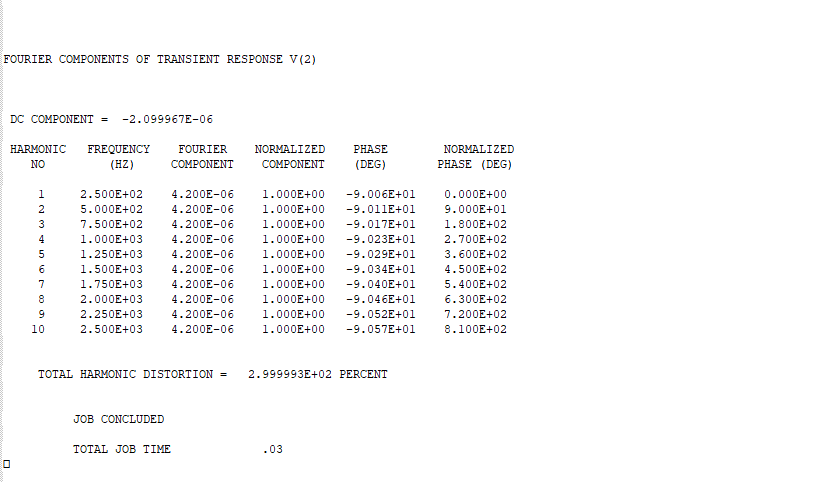 FOURIER COMPONENTS OF TRANSIENT RESPONSE V(2)
DC COMPONENT = -2.099967E-06
HARMONIC FREQUENCY FOURIER NORMALIZED PHASE NORMALIZED
NO (HZ) COMPONENT COMPONENT (DEG) PHASE (DEG)
1 2.500E+02 4.200E-06 1.000E+00 -9.006E+01 0.000E+00
2 5.000E+02 4.200E-06 1.000E+00 -9.011E+01 9.000E+01
3 7.500E+02 4.200E-06 1.000E+00 -9.017E+01 1.800E+02
4 1.000E+03 4.200E-06 1.000E+00 -9.023E+01 2.700E+02
5 1.250E+03 4.200E-06 1.000E+00 -9.029E+01 3.600E+02
6 1.500E+03 4.200E-06 1.000E+00 -9.034E+01 4.500E+02
7 1.750E+03 4.200E-06 1.000E+00 -9.040E+01 5.400E+02
8 2.000E+03 4.200E-06 1.000E+00 -9.046E+01 6.300E+02
9 2.250E+03 4.200E-06 1.000E+00 -9.052E+01 7.200E+02
10 2.500E+03 4.200E-06 1.000E+00 -9.057E+01 8.100E+02
TOTAL HARMONIC DISTORTION = 2.999993E+02 PERCENT
JOB CONCLUDED
TOTAL JOB TIME .03